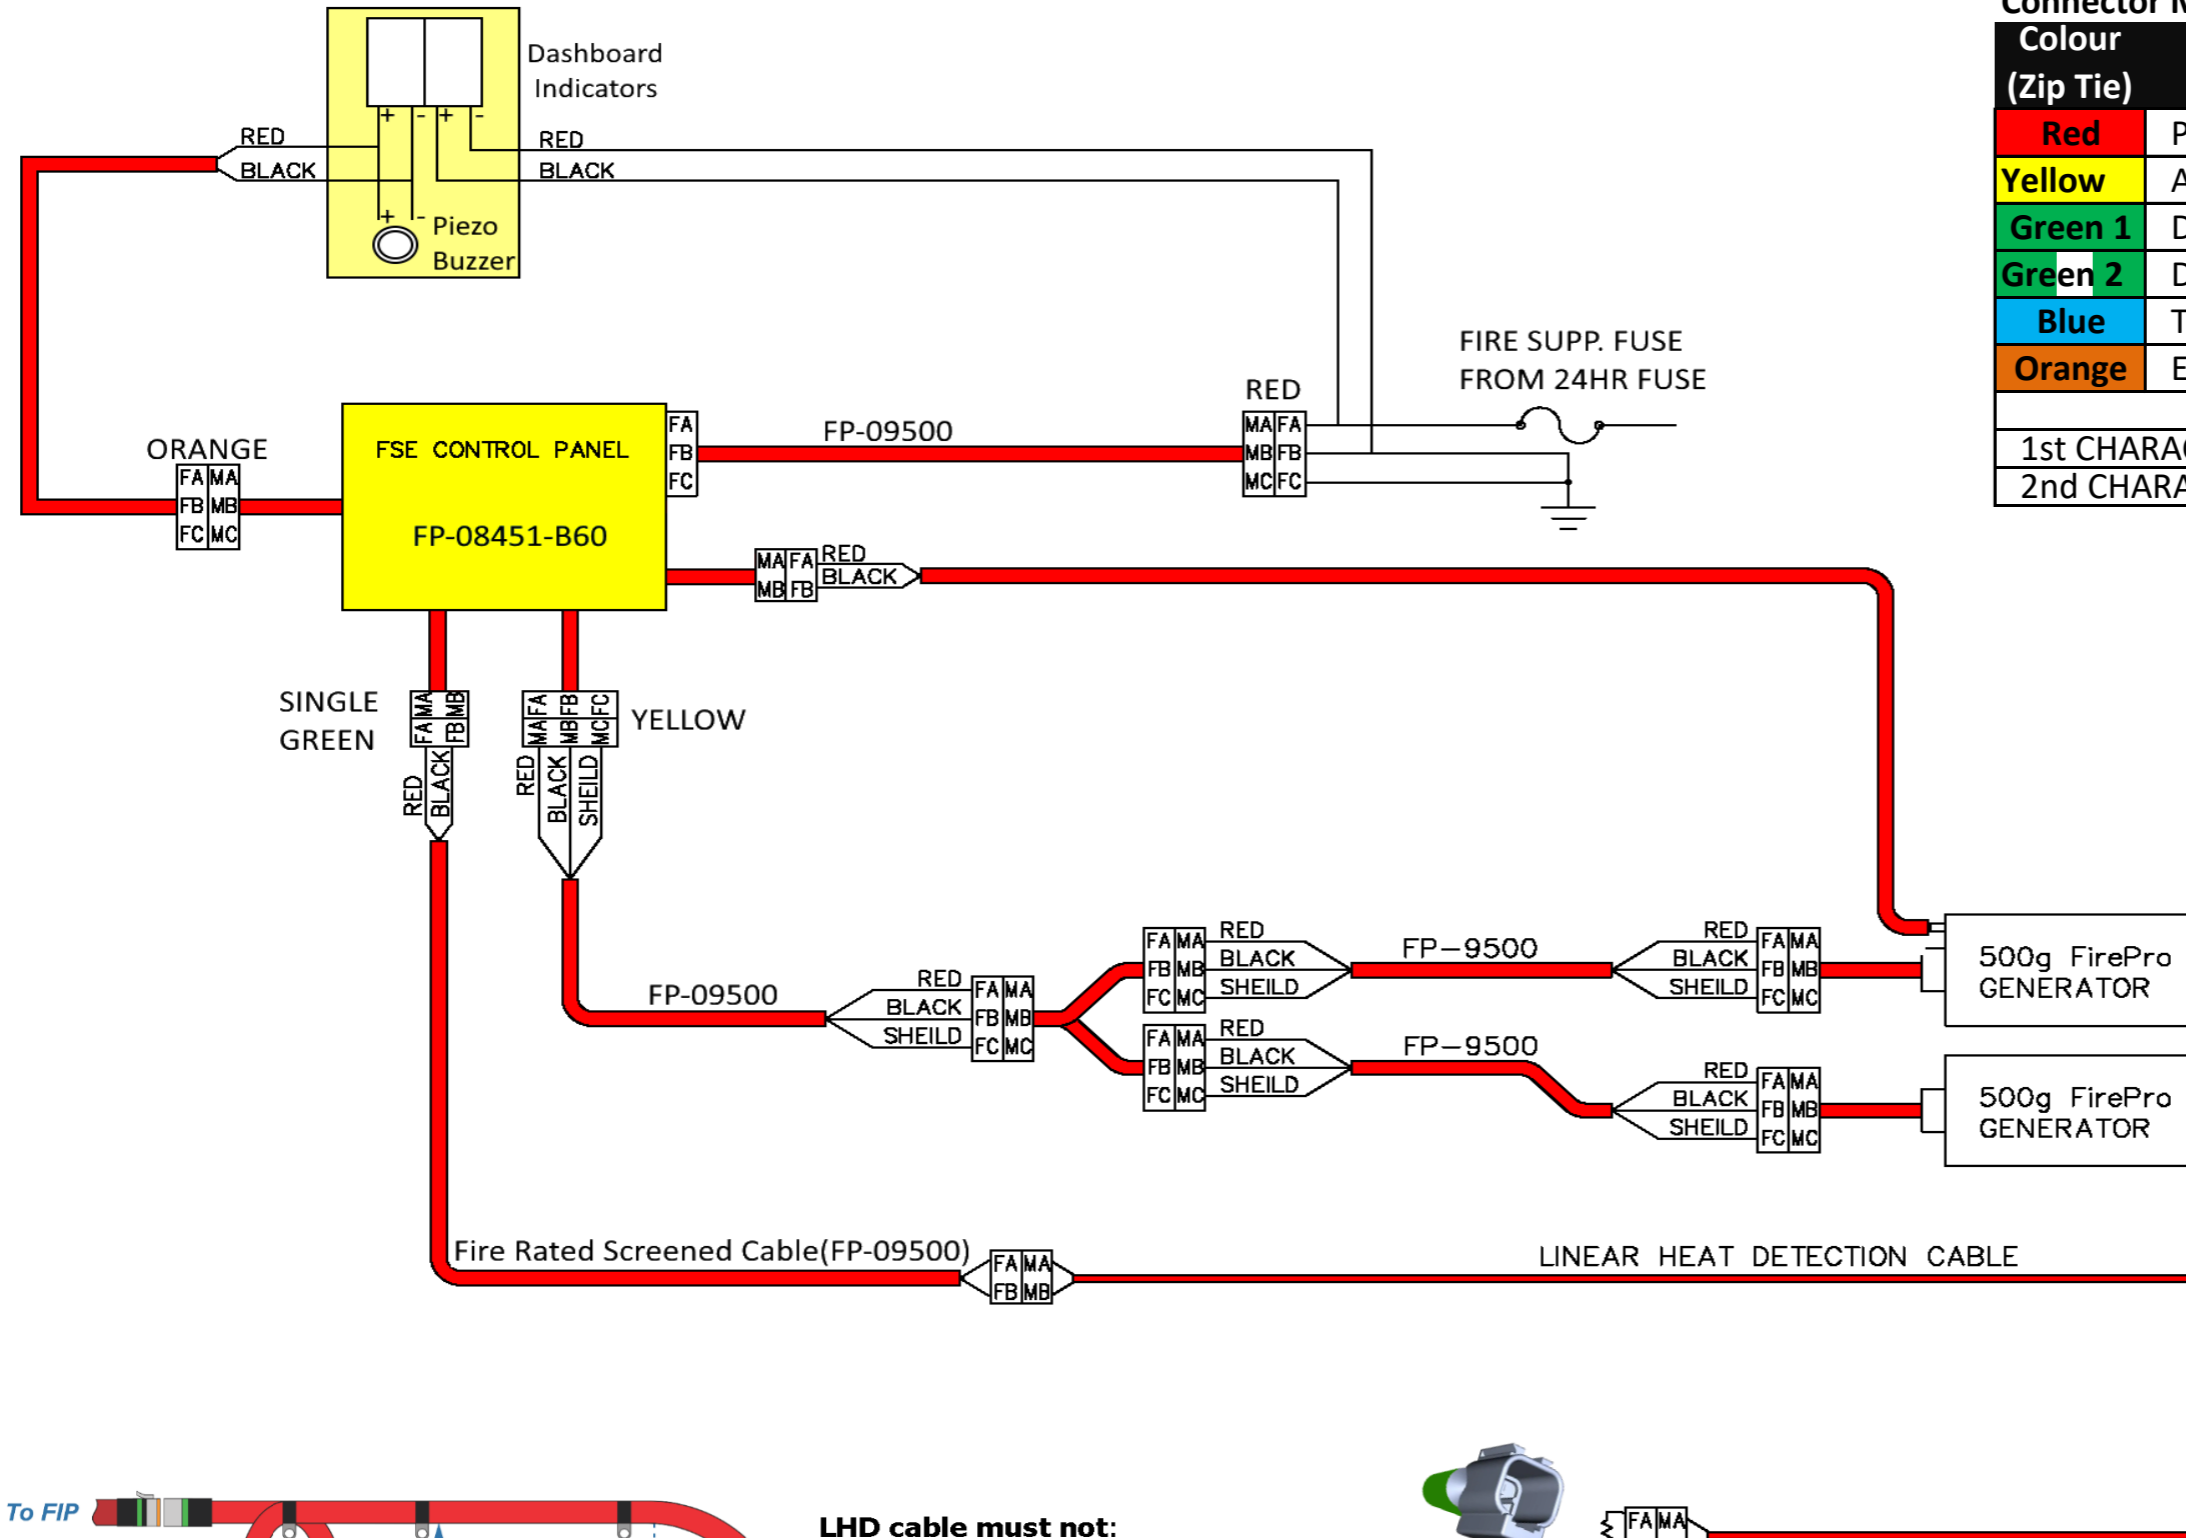 Dashboard
Indicators
+ - + -
RED
BLACK
RED
BLACK
+ -
Piezo
Buzzer
Colour
(Zip Tie)
Red
Yellow
Green 1
Green 2
Blue
Orange
1st
2nd
FIRE SUPP. FUSE
FROM 24HR FUSE
RED
MA FA
MB FB
MC FC
FP-09500
FA
FB
FC
FSE CONTROL PANEL
FP-08451-B60
ORANGE
FA MA
FB MB
FC MC
MA FA
MB FB
RED
BLACK
SINGLE
GREEN
MA MB
FA FB
RED
BLACK
FA FB FC
MA MB MC
YELLOW
RED
BLACK
SHEILD
FP-09500
RED
BLACK
SHEILD
FA MA
FB MB
FC MC
FA MA
FB MB
FC MC
RED
BLACK
SHEILD
FP-9500
RED
BLACK
SHEILD
FA MA
FB MB
FC MC
500g FirePro
GENERATOR
FA MA
FB MB
FC MC
RED
BLACK
SHEILD
FP-9500
RED
BLACK
SHEILD
FA MA
FB MB
FC MC
500g FirePro
GENERATOR
Fire Rated Screened Cable(FP-09500)
FA MA
FB MB
LINEAR HEAT DETECTION CABLE
To FIP
LHD cable must not:
FA MA